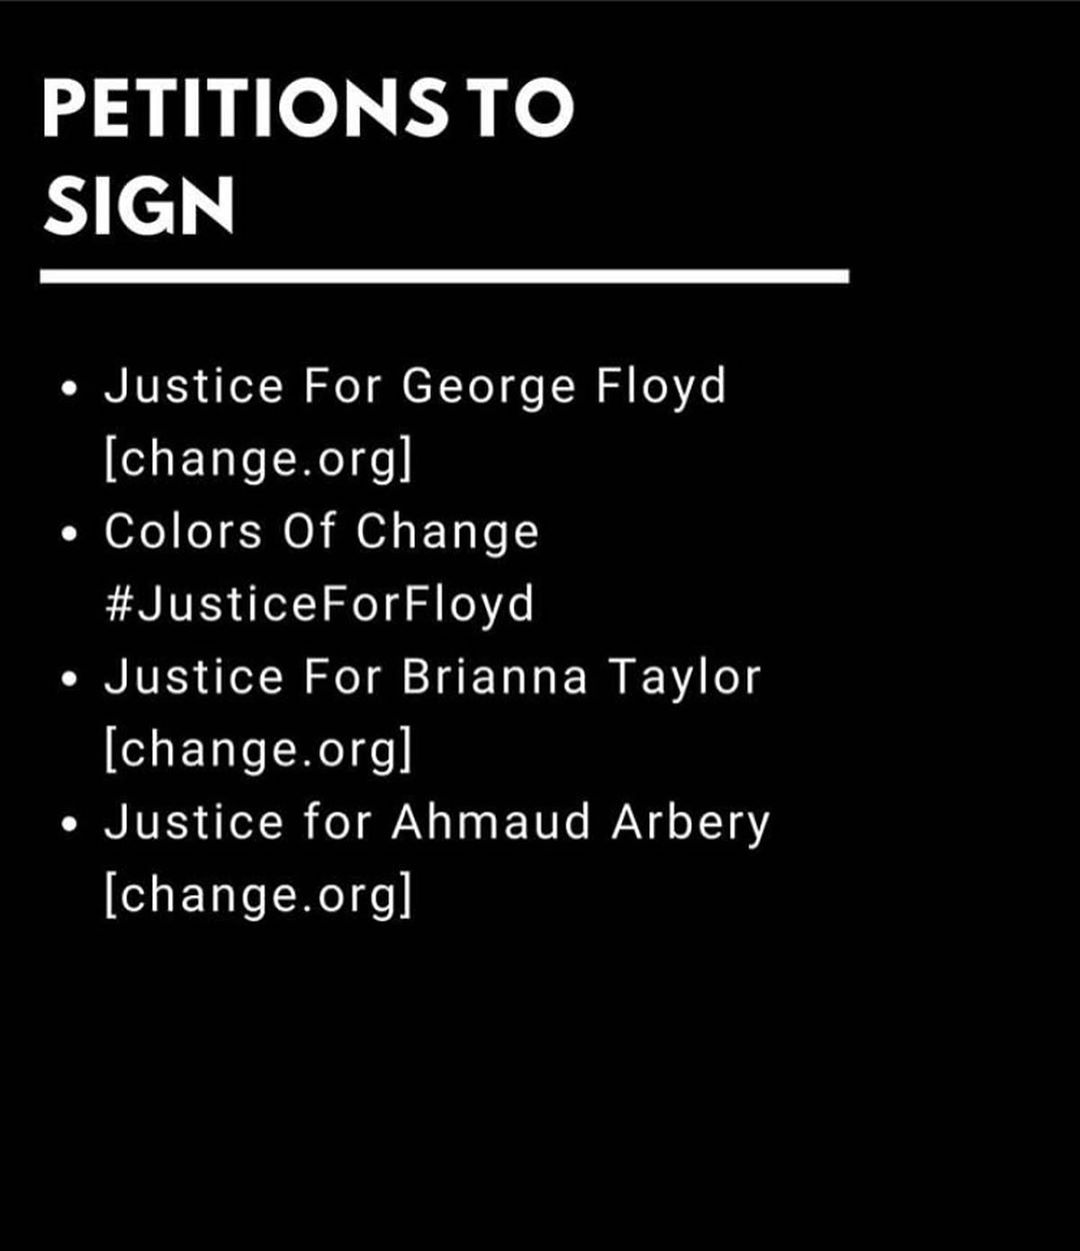 PETITIONS TO
SIGN
• Justice For George Floyd
[change.org]
• Colors Of Change
#JusticeForFloyd
• Justice For Brianna Taylor
[change.org]
• Justice for Ahmaud Arbery
[change.org]